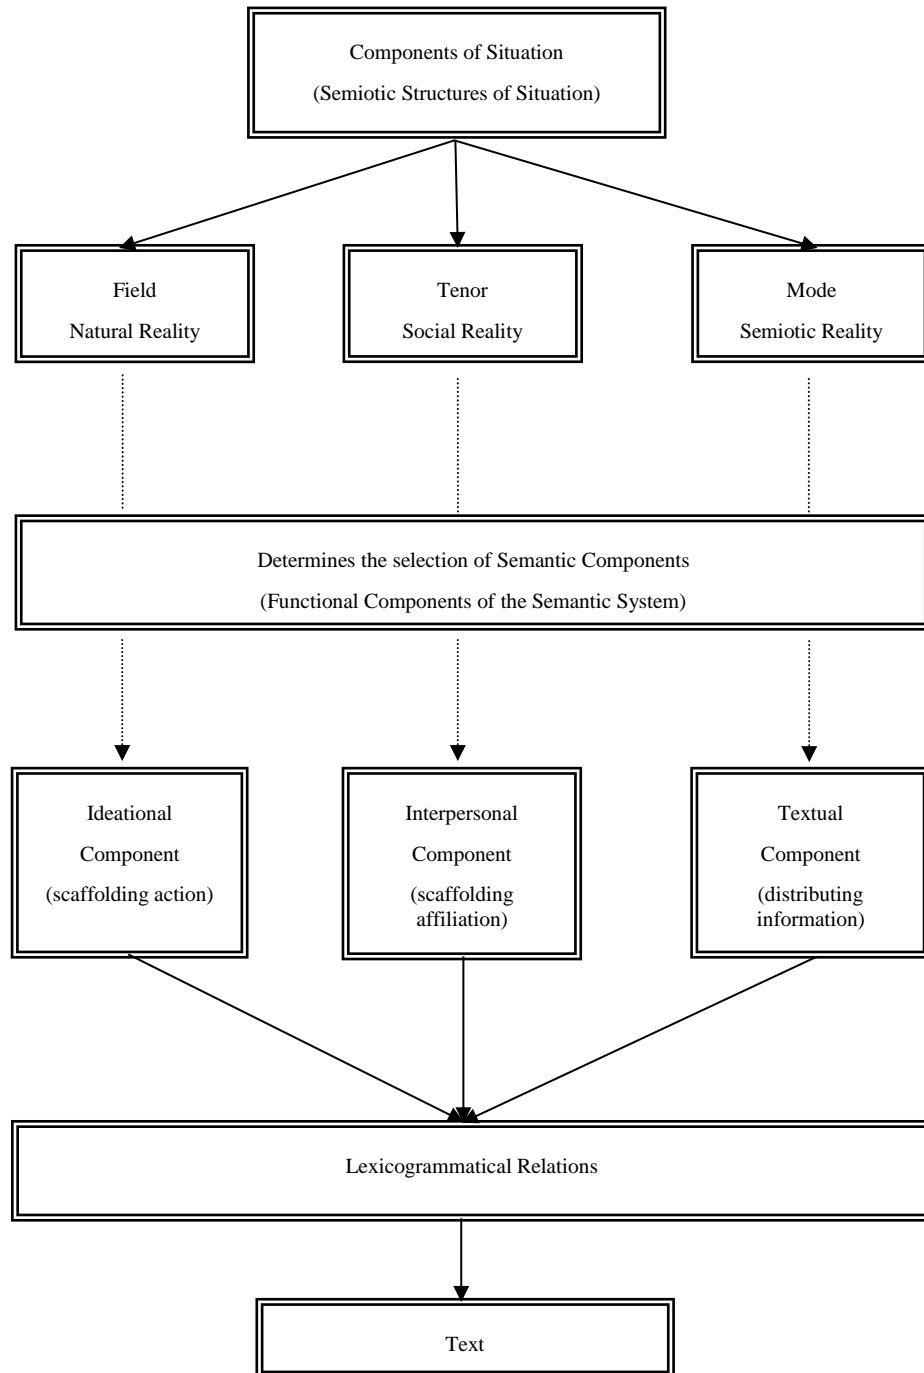 Components of Situation
(Semiotic Structures of Situation)
Field
Natural Reality
Tenor
Social Reality
Mode
Semiotic Reality
Determines the selection of Semantic Components
(Functional Components of the Semantic System)
Ideational
Component
(scaffolding action)
Interpersonal
Component
(scaffolding
affiliation)
Textual
Component
(distributing
information)
Lexicogrammatical Relations
Text